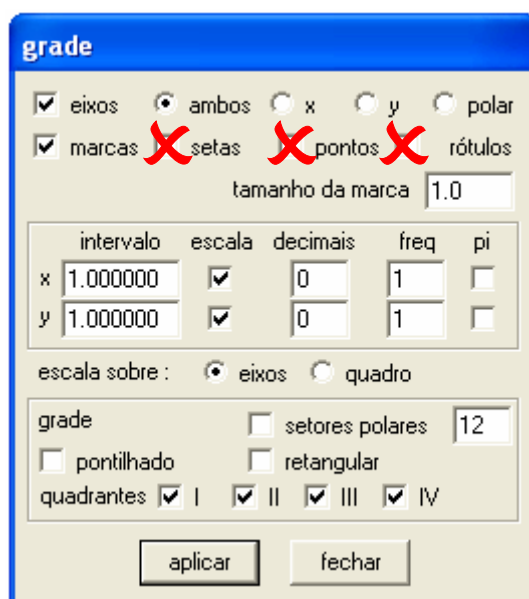 grade
eixos ambos x y polar
marcas setas pontos rótulos
tamanho da marca 1.0
intervalo escala decimais freq pi
x 1.000000 0 1
y 1.000000 0 1
escala sobre : eixos quadro
grade setores polares 12
pontilhado retangular
quadrantes I II III IV
aplicar fechar